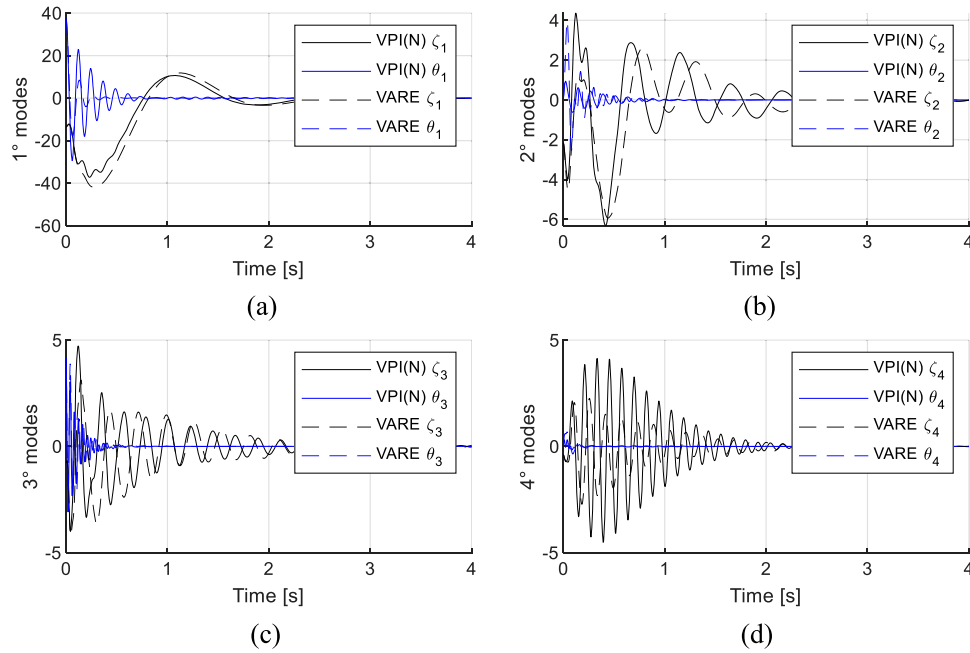 40
20
0
-20
-40
-60
1° modes
0
1
2
3
4
Time [s]
VPI(N) ζ1
VPI(N) θ1
VARE ζ1
VARE θ1
(a)
4
2
0
-2
-4
-6
2° modes
0
1
2
3
4
Time [s]
VPI(N) ζ2
VPI(N) θ2
VARE ζ2
VARE θ2
(b)
5
0
-5
3° modes
0
1
2
3
4
Time [s]
VPI(N) ζ3
VPI(N) θ3
VARE ζ3
VARE θ3
(c)
5
0
-5
4° modes
0
1
2
3
4
Time [s]
VPI(N) ζ4
VPI(N) θ4
VARE ζ4
VARE θ4
(d)